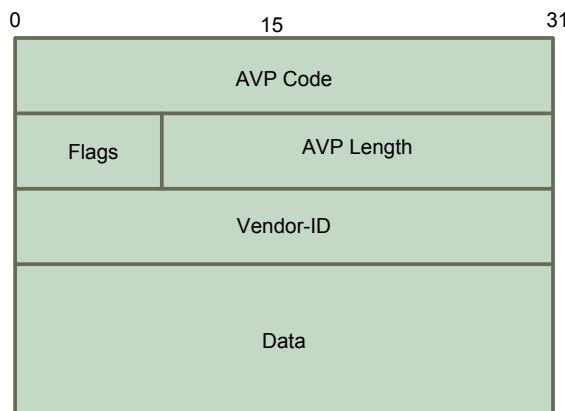 0 15 31
AVP Code
Flags AVP Length
Vendor-ID
Data